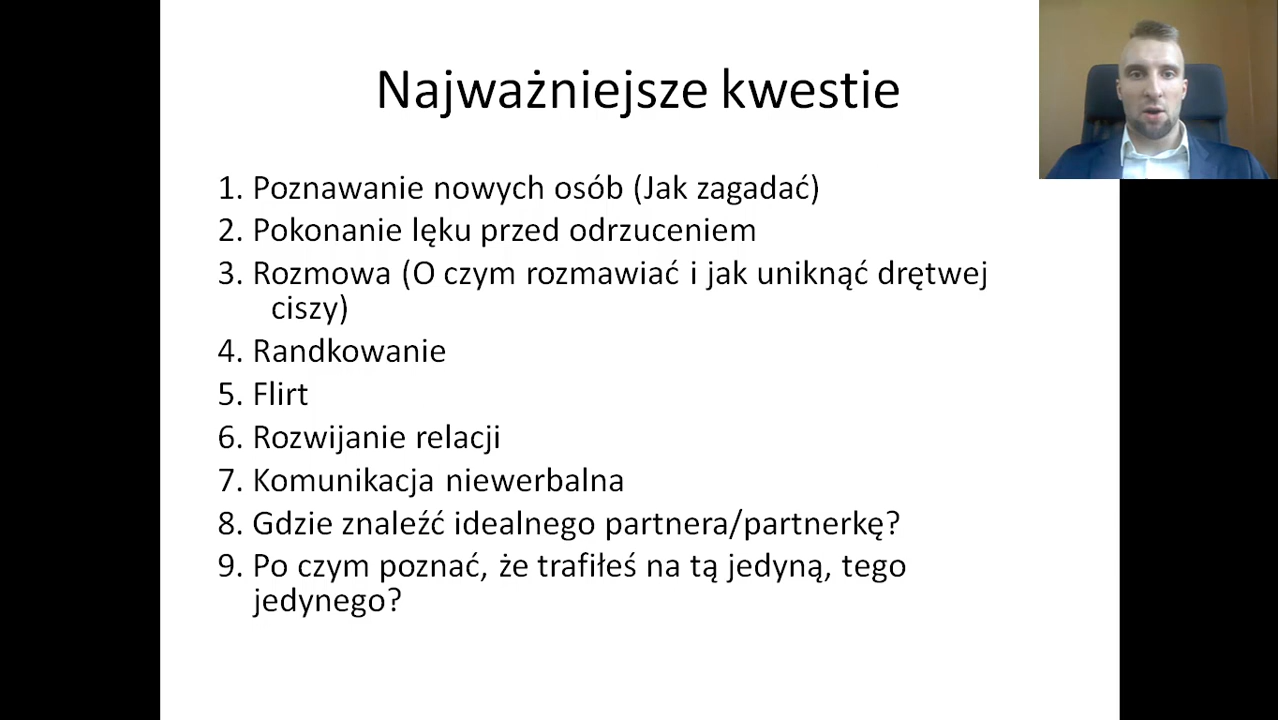 Najważniejsze kwestie
1. Poznawanie nowych osób (Jak zagadać)
2. Pokonanie lęku przed odrzuceniem
3. Rozmowa (O czym rozmawiać i jak uniknąć drętwej
ciszy)
4. Randkowanie
5. Flirt
6. Rozwijanie relacji
7. Komunikacja niewerbalna
8. Gdzie znaleźć idealnego partnera/partnerkę?
9. Po czym poznać, że trafiłeś na tą jedyną, tego
jedynego?